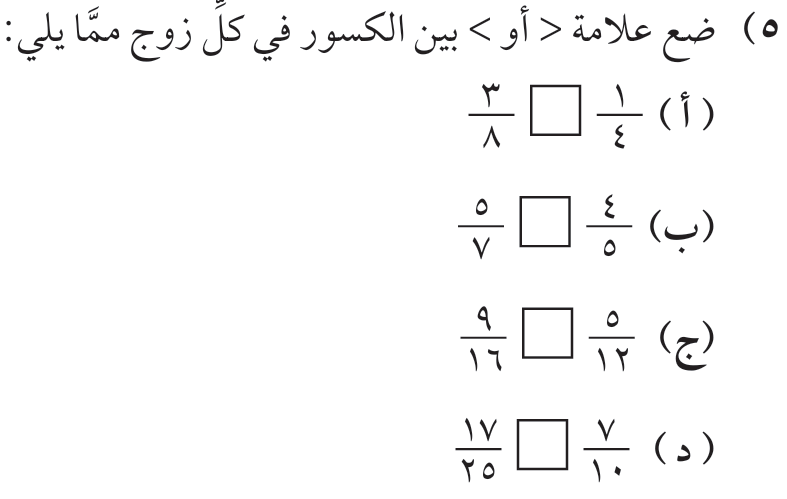 ٥) ضع علامة < أو > بين الكسور في كلِّ زوج ممَّا يلي:
(أ) ١/٤ □ ٣/٨
(ب) ٤/٥ □ ٥/٧
(ج) ٥/١٢ □ ٩/١٦
(د) ٧/١٠ □ ١٧/٢٥